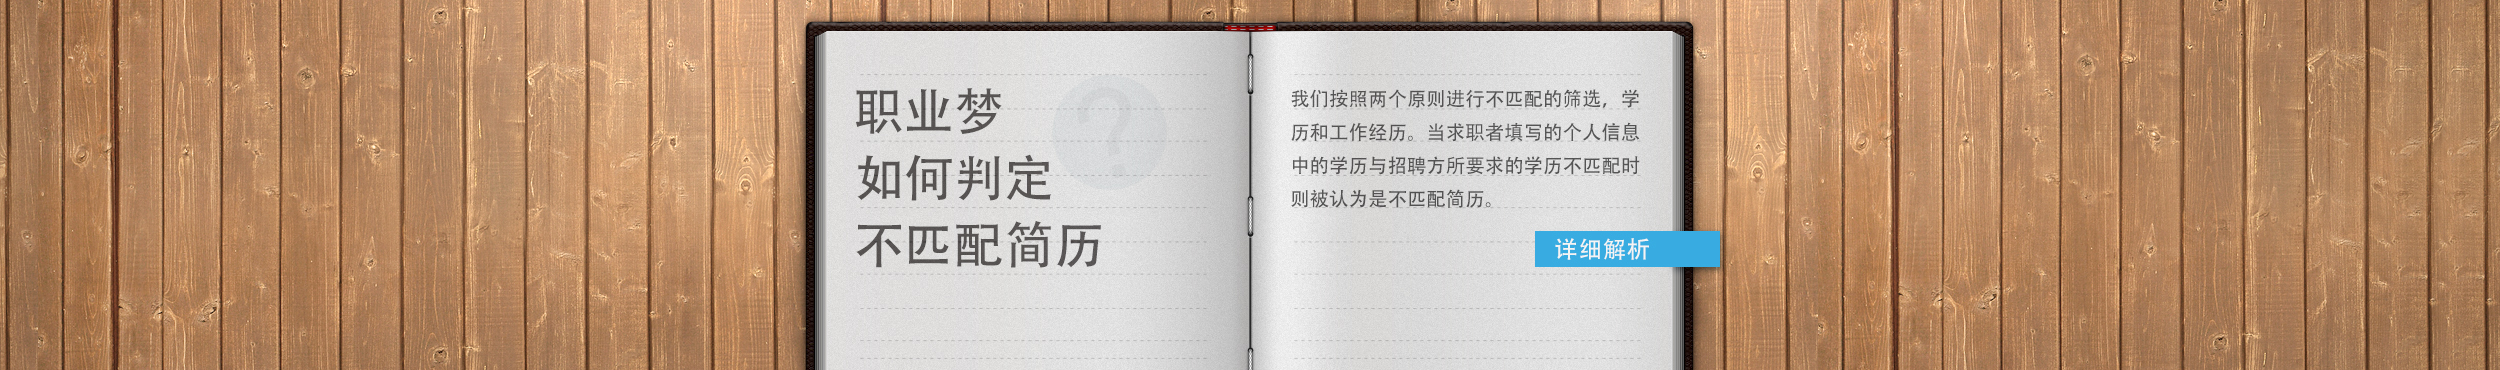 职业梦
如何判定
不匹配简历
?
我们按照两个原则进行不匹配的筛选，学
历和工作经历。当求职者填写的个人信息
中的学历与招聘方所要求的学历不匹配时
则被认为是不匹配简历。
详细解析